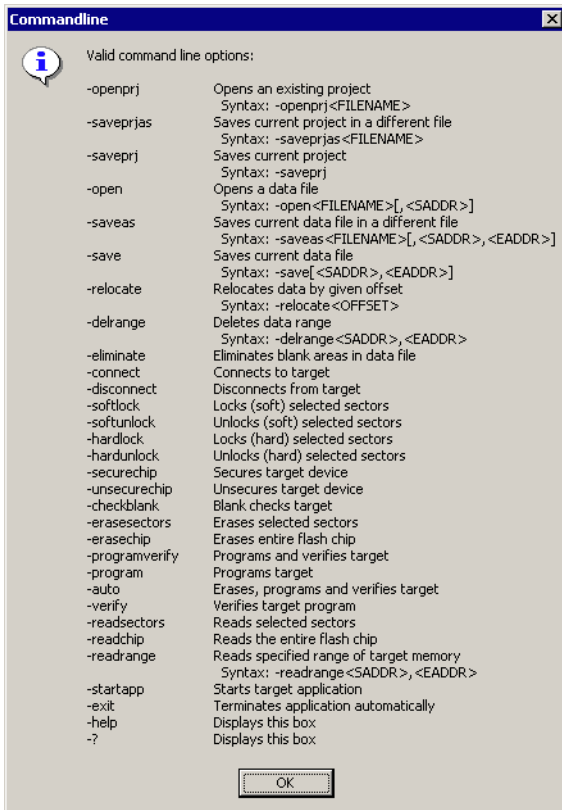 Commandline
Valid command line options:
-openprj Opens an existing project
Syntax: -openprj<FILENAME>
-saveprjas Saves current project in a different file
Syntax: -saveprjas<FILENAME>
-saveprj Saves current project
Syntax: -saveprj
-open Opens a data file
Syntax: -open<FILENAME>[,<SADDR>]
-saveas Saves current data file in a different file
Syntax: -saveas<FILENAME>[,<SADDR>,<EADDR>]
-save Saves current data file
Syntax: -save[<SADDR>,<EADDR>]
-relocate Relocates data by given offset
Syntax: -relocate<OFFSET>
-delrange Deletes data range
Syntax: -delrange<SADDR>,<EADDR>
-eliminate Eliminates blank areas in data file
-connect Connects to target
-disconnect Disconnects from target
-softlock Locks (soft) selected sectors
-softunlock Unlocks (soft) selected sectors
-hardlock Locks (hard) selected sectors
-hardunlock Unlocks (hard) selected sectors
-securechip Secures target device
-unsecurechip Unsecures target device
-checkblank Blank checks target
-erasesectors Erases selected sectors
-erasechip Erases entire flash chip
-programverify Programs and verifies target
-program Programs target
-auto Erases, programs and verifies target
-verify Verifies target program
-readsectors Reads selected sectors
-readchip Reads the entire flash chip
-readrange Reads specified range of target memory
Syntax: -readrange<SADDR>,<EADDR>
-startapp Starts target application
-exit Terminates application automatically
-help Displays this box
-? Displays this box
OK